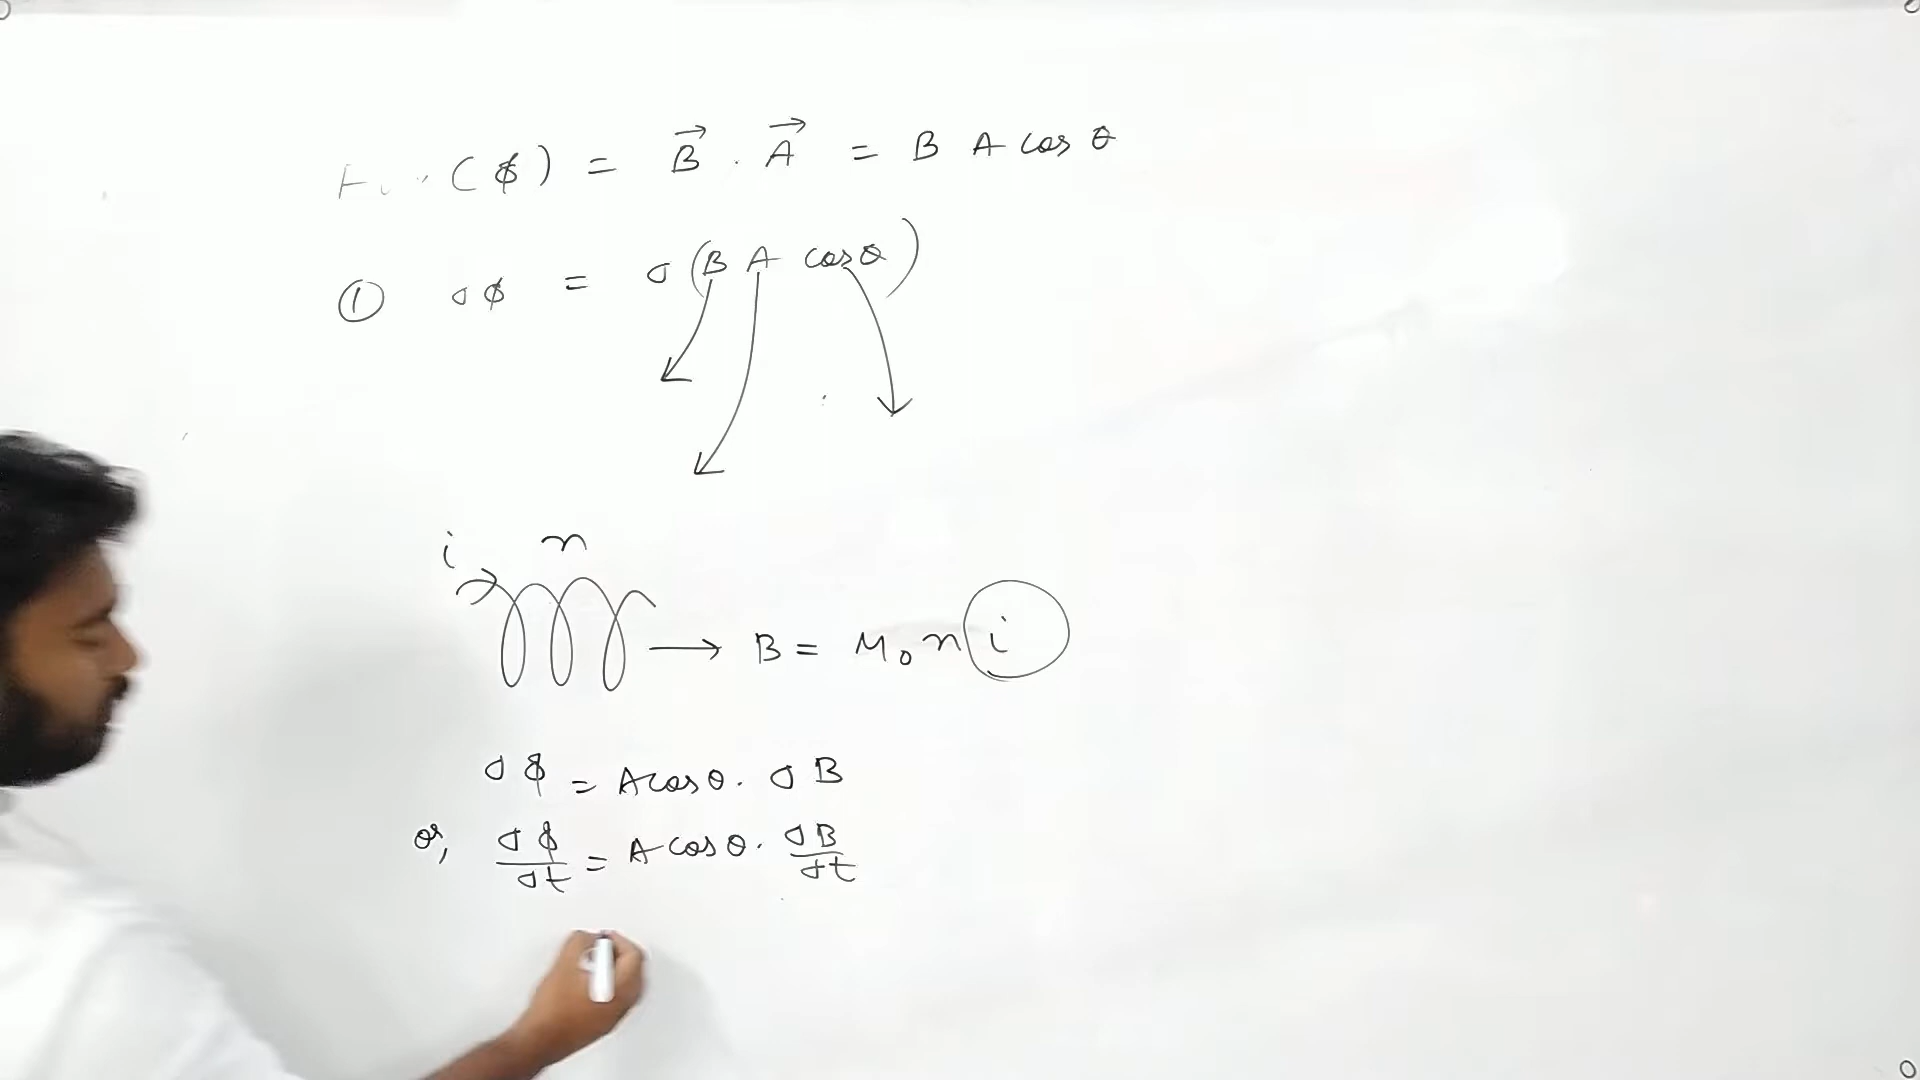 (φ) = B⃗ . A⃗ = B A cos θ
① dφ = d(B A cosθ)
i n
B = μ₀ n i
dφ = A cosθ. dB
or, dφ/dt = A cosθ. dB/dt